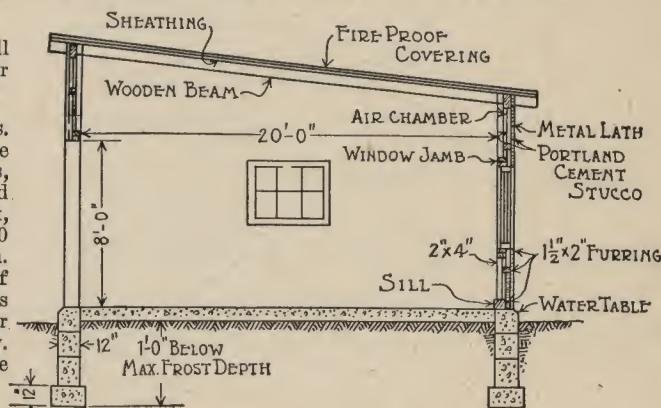 SHEATHING
FIRE PROOF
COVERING
WOODEN BEAM
AIR CHAMBER
METAL LATH
20'-0"
WINDOW JAMB
PORTLAND
CEMENT
STUCCO
8'-0"
2"x4"
1½"x2" FURRING
SILL
WATER TABLE
12"
1'-0" BELOW
MAX. FROST DEPTH
12"